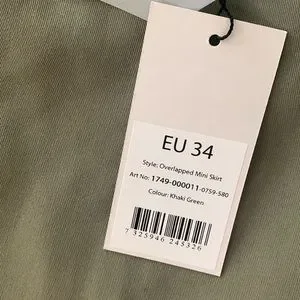 EU 34
Style: Overlapped Mini Skirt
Art No: 1749-000011-0759-580
Colour: Khaki Green
7 325946 245326